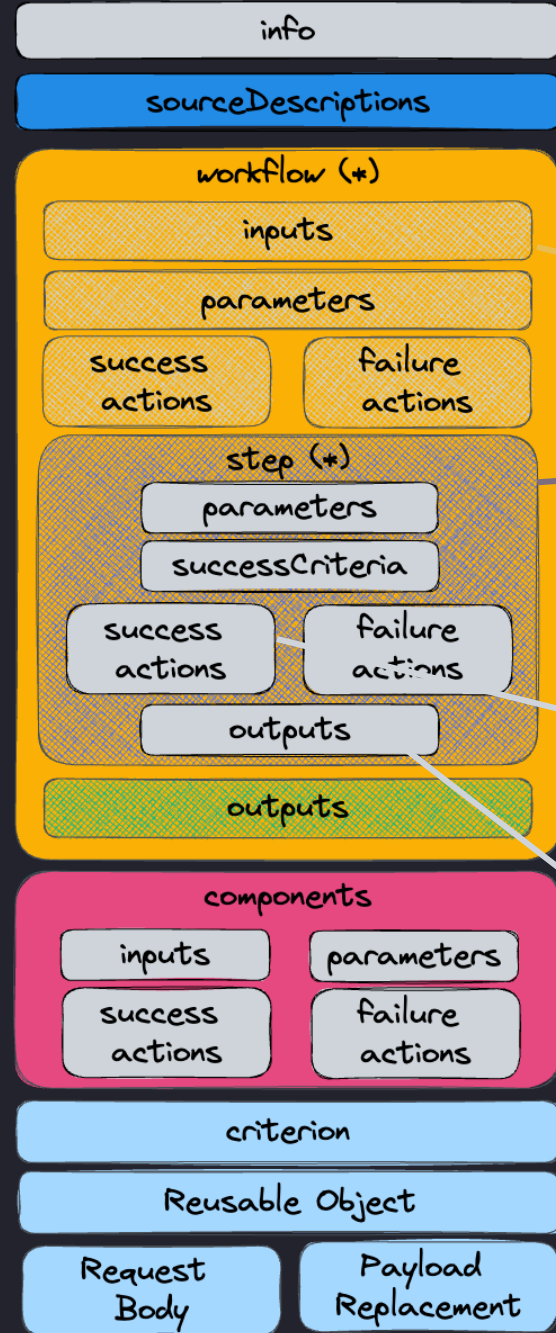 info
sourceDescriptions
workflow (*)
inputs
parameters
success
actions
failure
actions
step (*)
parameters
successCriteria
success
actions
failure
actions
outputs
outputs
components
inputs
parameters
success
actions
failure
actions
criterion
Reusable Object
Request
Body
Payload
Replacement